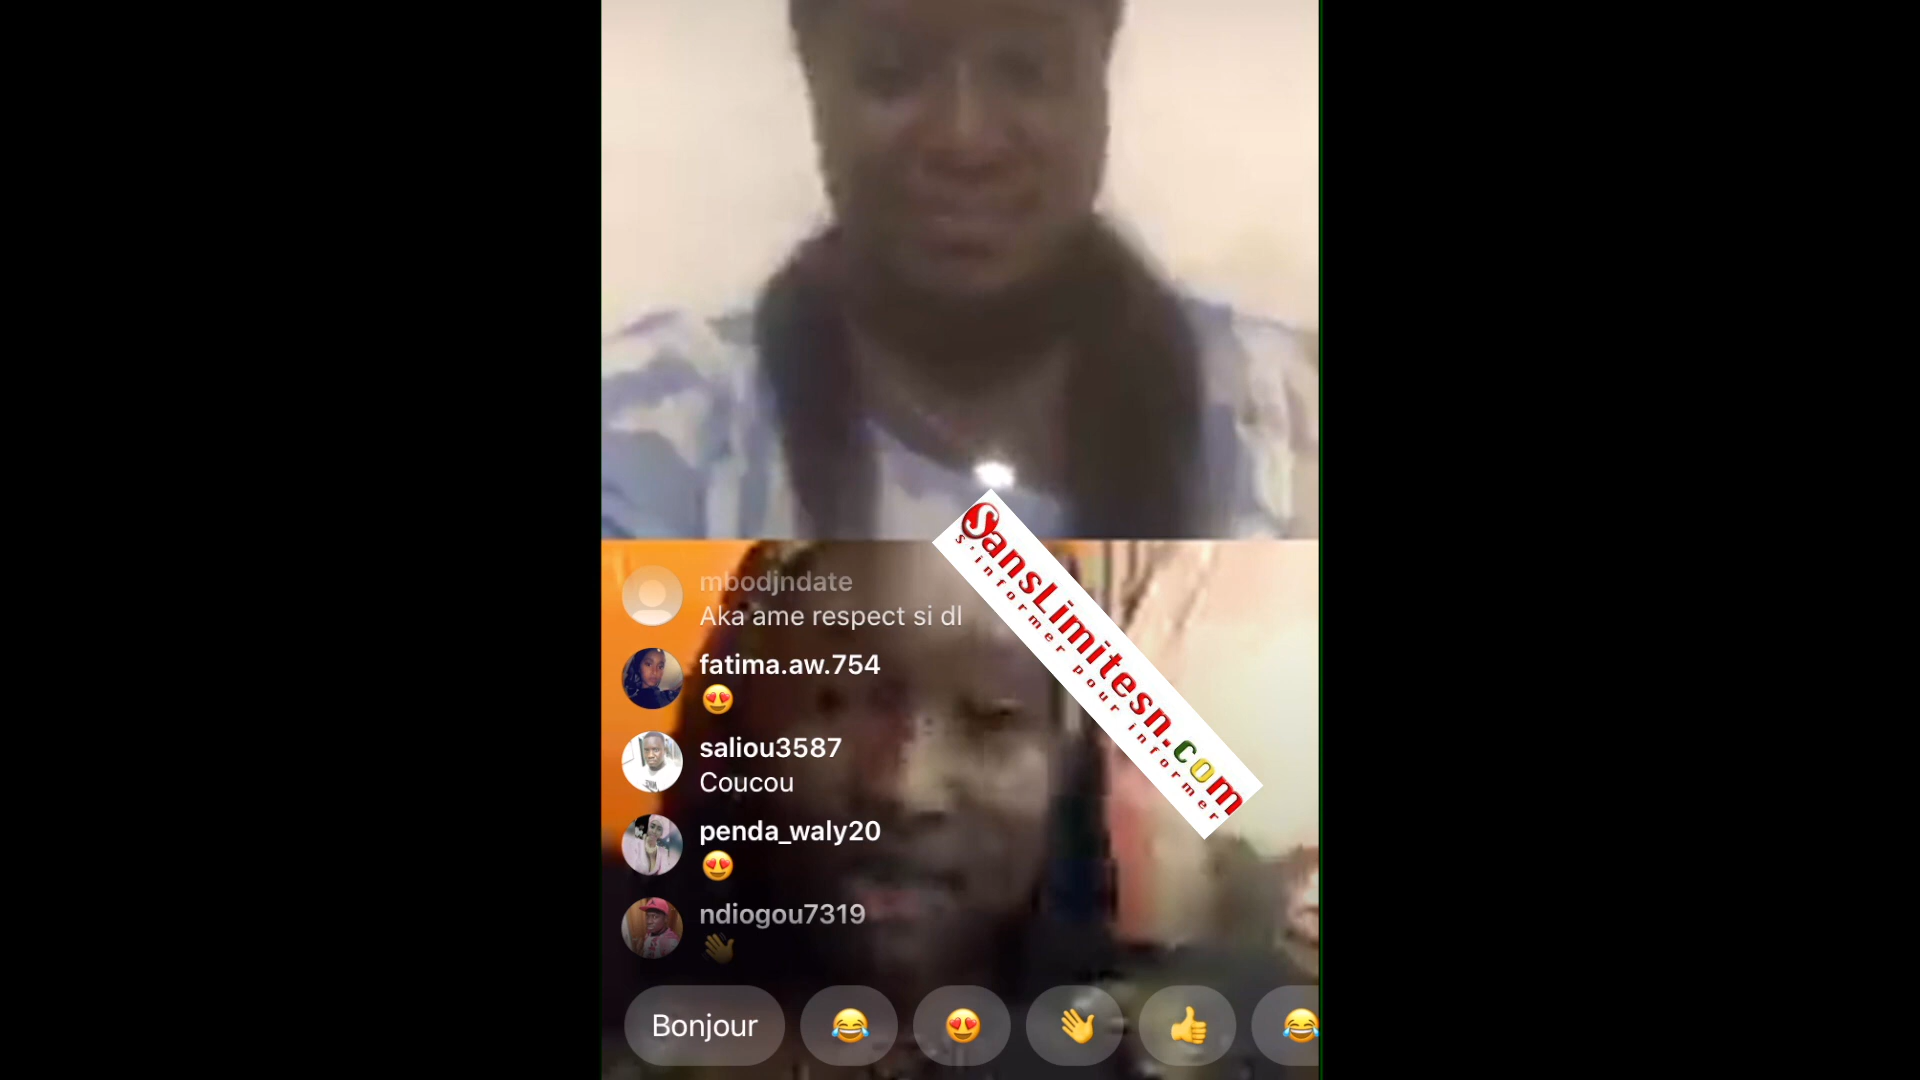 mbodjndate
Aka ame respect si dl
fatima.aw.754
😍
saliou3587
Coucou
penda_waly20
😍
ndiogou7319
👋
SansLimitesn.com
s'informer pour informer
Bonjour